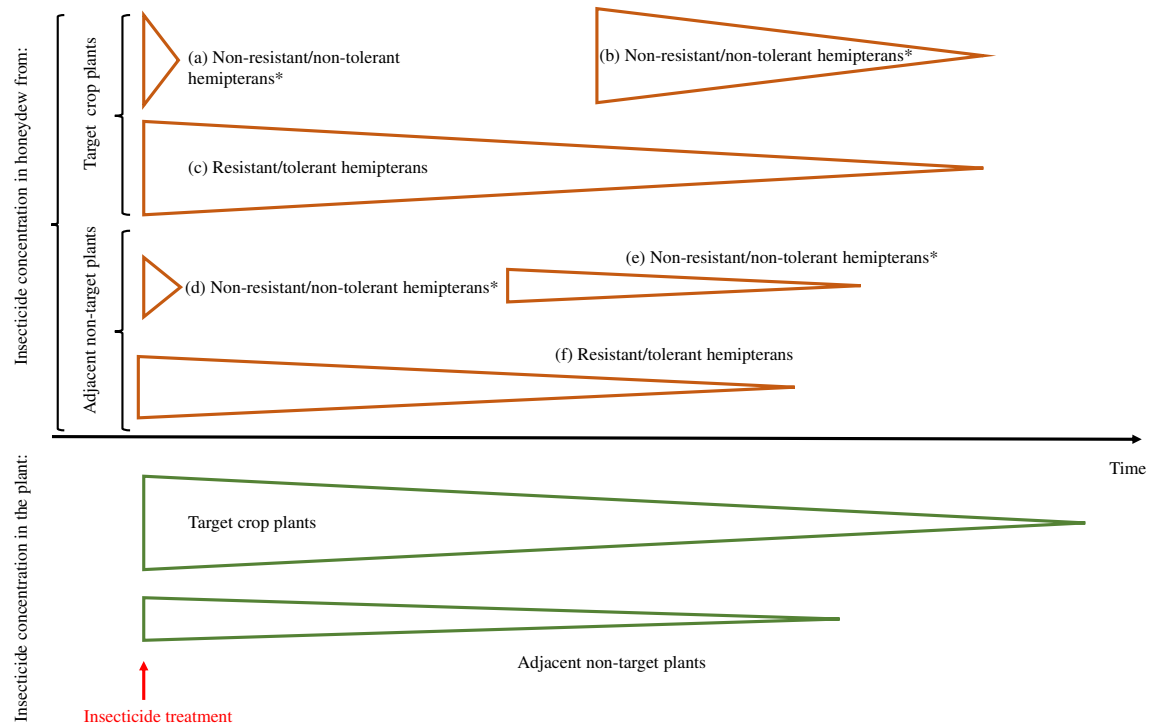 Insecticide concentration in honeydew from:
Target crop plants
(a) Non-resistant/non-tolerant
hemipterans*
(b) Non-resistant/non-tolerant hemipterans*
(c) Resistant/tolerant hemipterans
Adjacent non-target plants
(d) Non-resistant/non-tolerant hemipterans*
(e) Non-resistant/non-tolerant hemipterans*
(f) Resistant/tolerant hemipterans
Time
Insecticide concentration in the plant:
Target crop plants
Adjacent non-target plants
Insecticide treatment